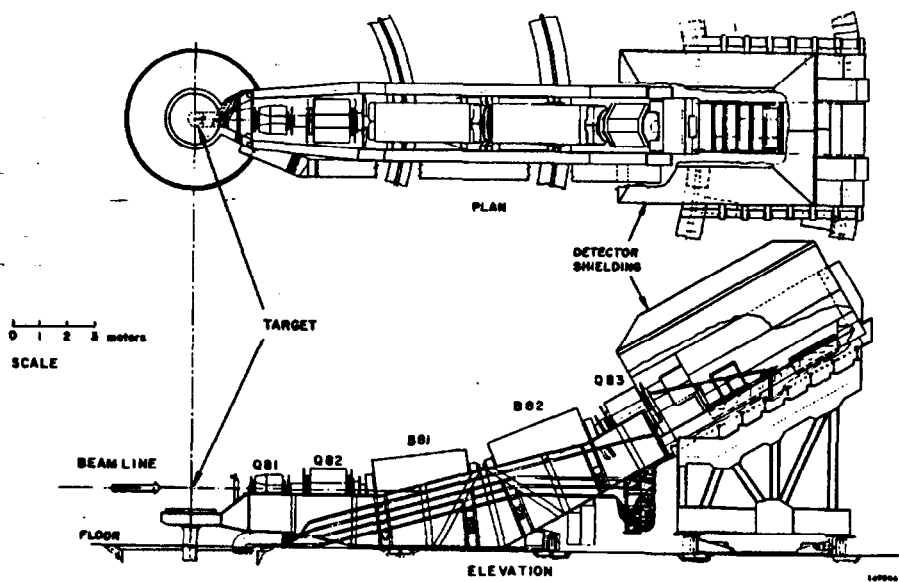 PLAN
DETECTOR
SHIELDING
TARGET
0 1 2 3 meters
SCALE
Q83
B82
B81
Q82
Q81
BEAM LINE
FLOOR
ELEVATION